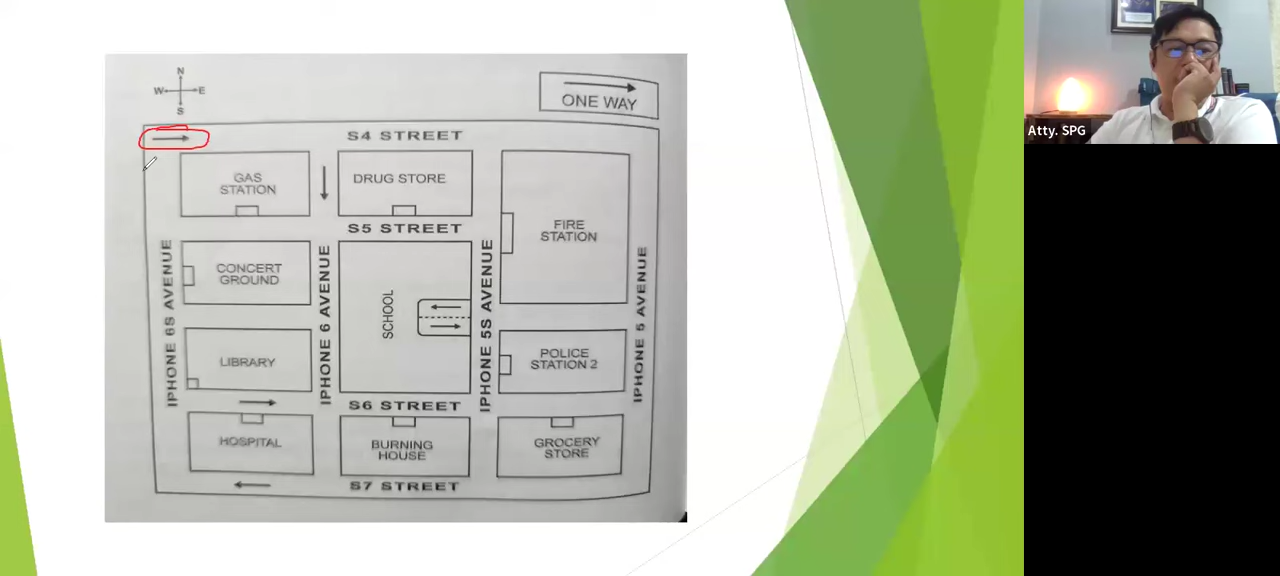 N
W E
S
ONE WAY
S4 STREET
GAS
STATION
DRUG STORE
S5 STREET
FIRE
STATION
CONCERT
GROUND
SCHOOL
IPHONE 6S AVENUE
IPHONE 6 AVENUE
IPHONE 5S AVENUE
IPHONE 5 AVENUE
LIBRARY
POLICE
STATION 2
S6 STREET
HOSPITAL
BURNING
HOUSE
GROCERY
STORE
S7 STREET
Atty. SPG